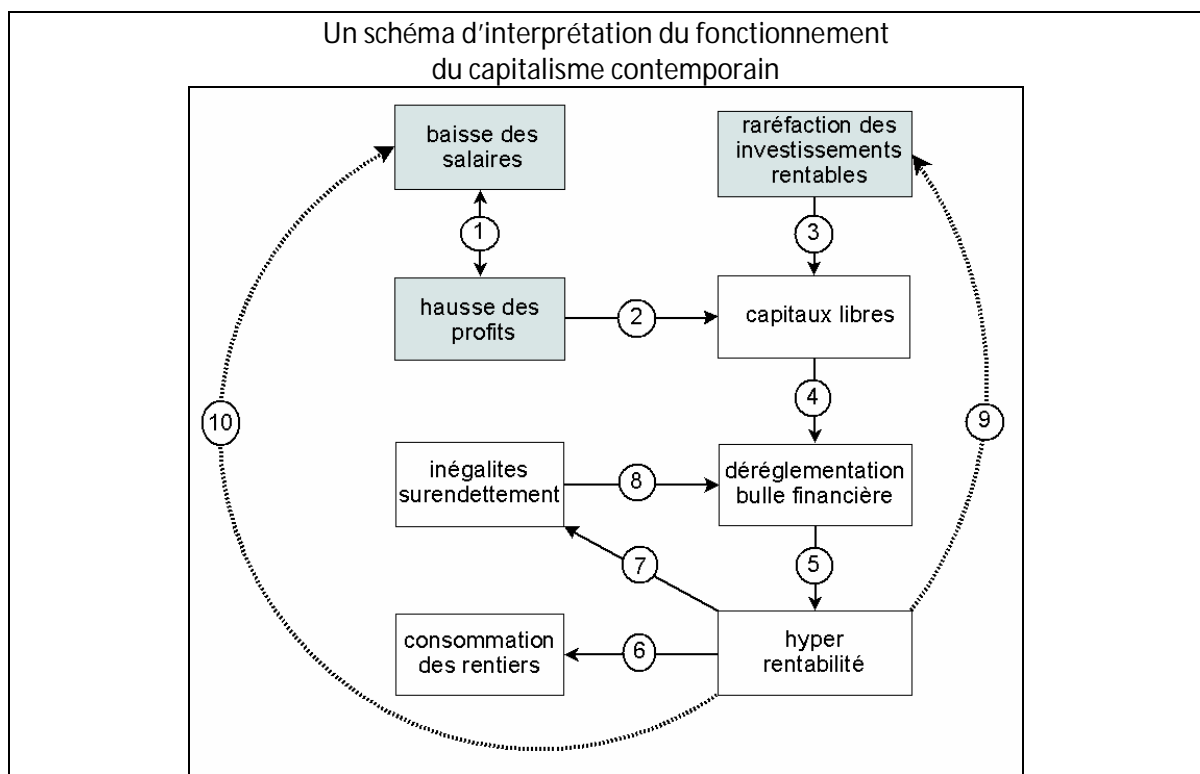 Un schéma d'interprétation du fonctionnement
du capitalisme contemporain
baisse des
salaires
raréfaction des
investissements
rentables
1
3
hausse des
profits
2
capitaux libres
10
4
9
inégalites
surendettement
8
déréglementation
bulle financière
7
5
consommation
des rentiers
6
hyper
rentabilité